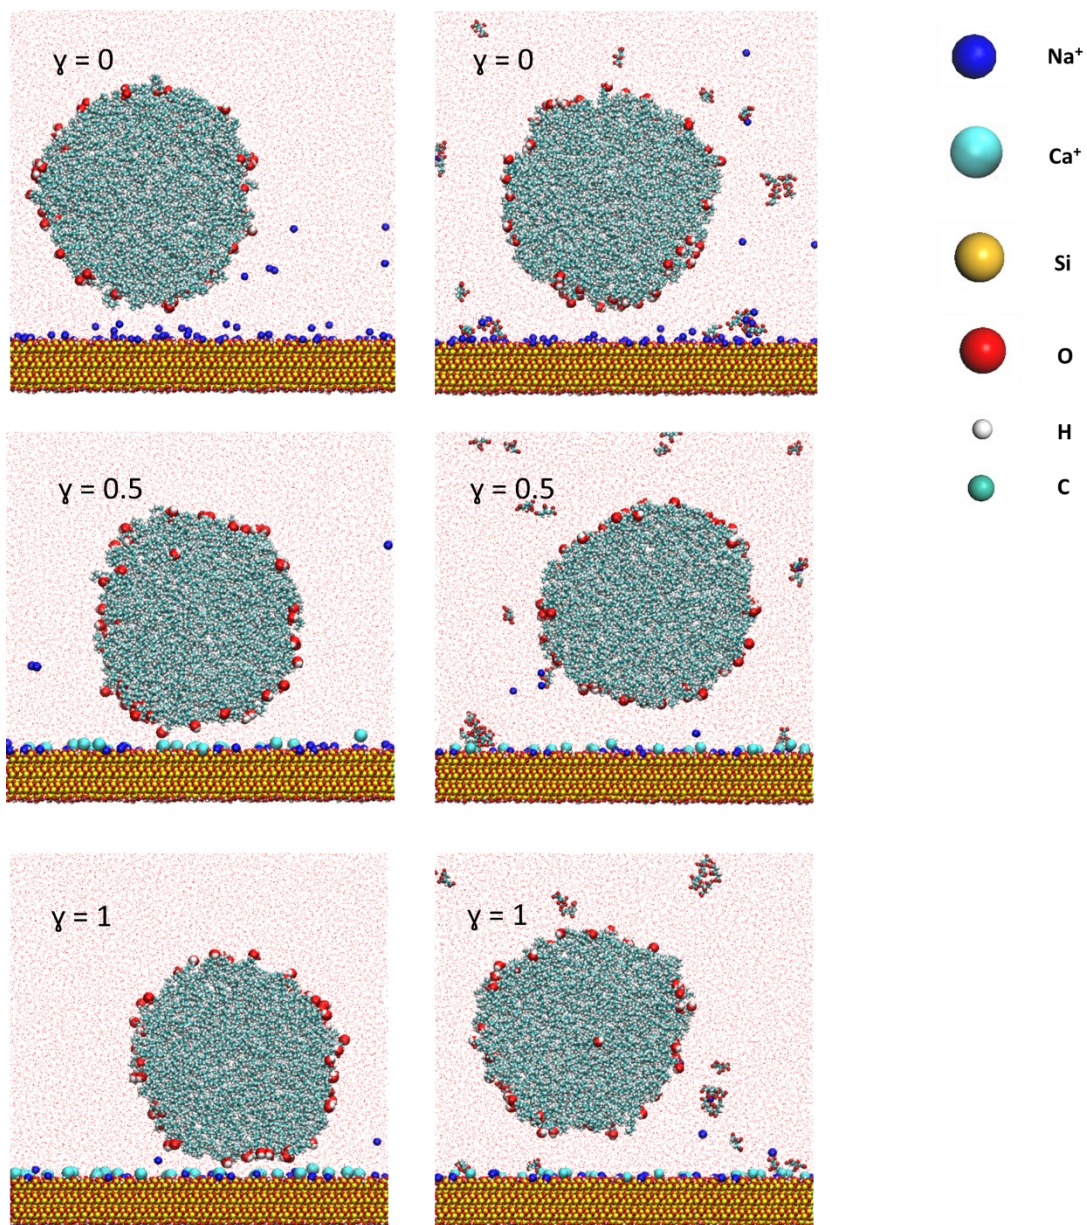 ɣ = 0
ɣ = 0
Na⁺
Ca⁺
Si
O
H
C
ɣ = 0.5
ɣ = 0.5
ɣ = 1
ɣ = 1